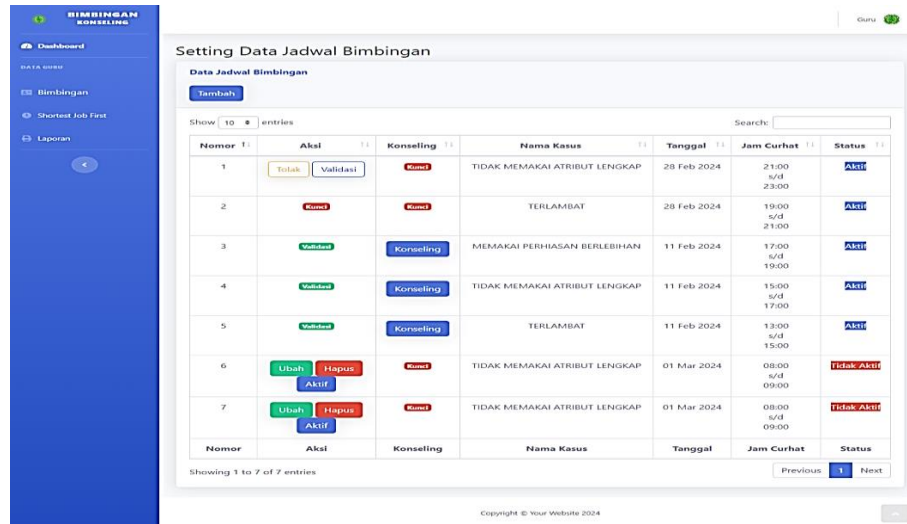 BIMBINGAN
KONSELING
Guru
Dashboard
DATA GURU
Bimbingan
Shortest Job First
Laporan
Setting Data Jadwal Bimbingan
Data Jadwal Bimbingan
Tambah
Show 10 entries
Search:
Nomor Aksi Konseling Nama Kasus Tanggal Jam Curhat Status
1 Tolak Validasi Kunci TIDAK MEMAKAI ATRIBUT LENGKAP 28 Feb 2024 21:00 Aktif
s/d
23:00
2 Kunci Kunci TERLAMBAT 28 Feb 2024 19:00 Aktif
s/d
21:00
3 Validasi Konseling MEMAKAI PERHIASAN BERLEBIHAN 11 Feb 2024 17:00 Aktif
s/d
19:00
4 Validasi Konseling TIDAK MEMAKAI ATRIBUT LENGKAP 11 Feb 2024 15:00 Aktif
s/d
17:00
5 Validasi Konseling TERLAMBAT 11 Feb 2024 13:00 Aktif
s/d
15:00
6 Ubah Hapus Kunci TIDAK MEMAKAI ATRIBUT LENGKAP 01 Mar 2024 08:00 Tidak Aktif
Aktif s/d
09:00
7 Ubah Hapus Kunci TIDAK MEMAKAI ATRIBUT LENGKAP 01 Mar 2024 08:00 Tidak Aktif
Aktif s/d
09:00
Nomor Aksi Konseling Nama Kasus Tanggal Jam Curhat Status
Showing 1 to 7 of 7 entries
Previous 1 Next
Copyright © Your Website 2024